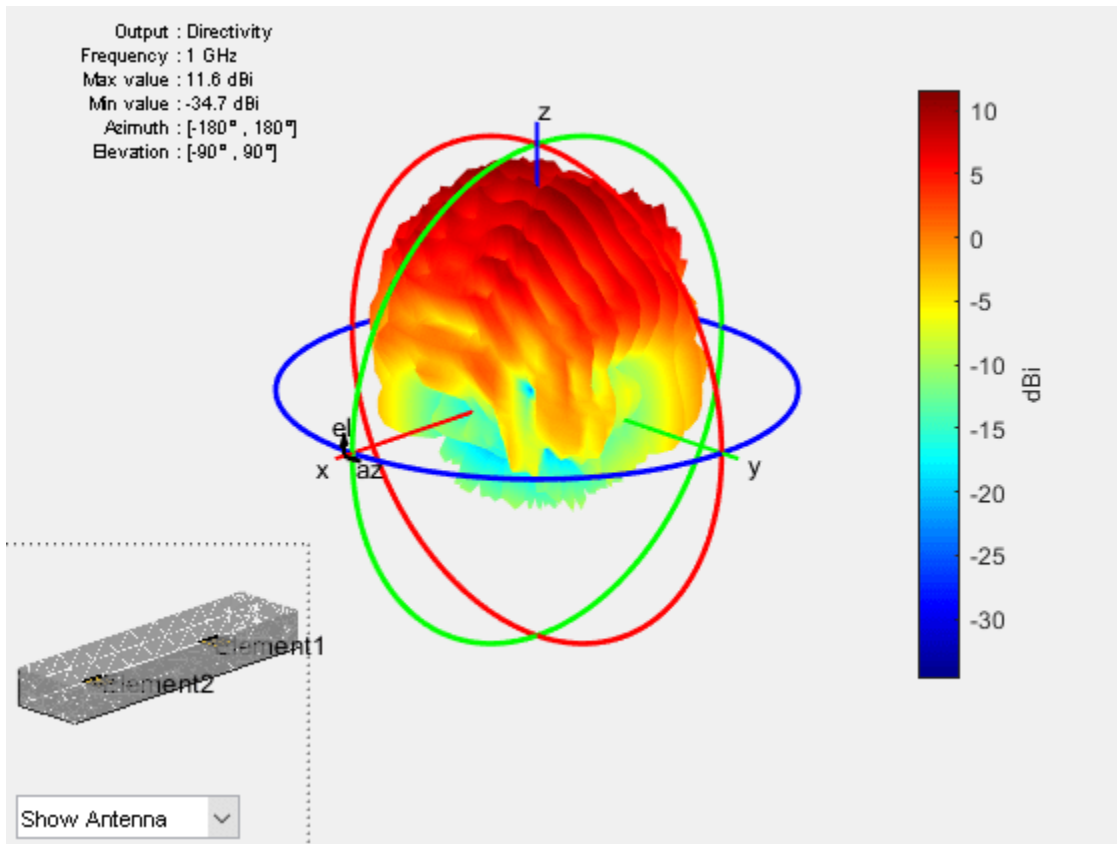 Output : Directivity
Frequency : 1 GHz
Max value : 11.6 dBi
Min value : -34.7 dBi
Azimuth : [-180° , 180°]
Elevation : [-90° , 90°]
z
el
x
az
y
10
5
0
-5
-10
-15
-20
-25
-30
dBi
Element1
Element2
Show Antenna